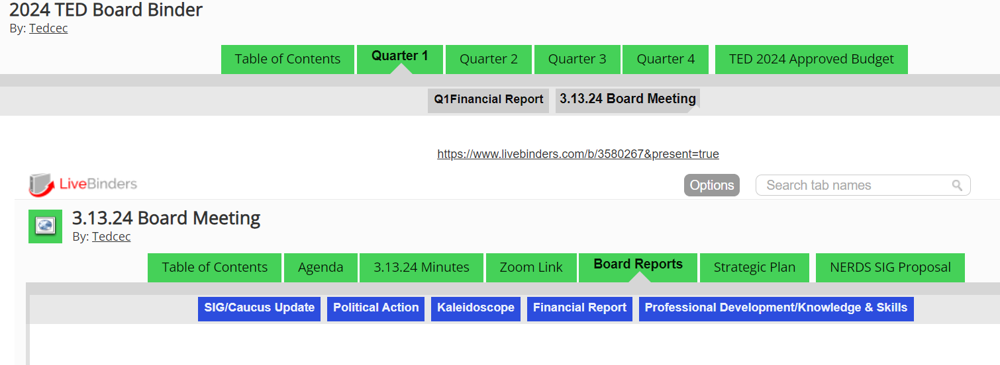 2024 TED Board Binder
By: Tedcec
Table of Contents Quarter 1 Quarter 2 Quarter 3 Quarter 4 TED 2024 Approved Budget
Q1Financial Report 3.13.24 Board Meeting
https://www.livebinders.com/b/3580267&present=true
LiveBinders Options Search tab names
3.13.24 Board Meeting
By: Tedcec
Table of Contents Agenda 3.13.24 Minutes Zoom Link Board Reports Strategic Plan NERDS SIG Proposal
SIG/Caucus Update Political Action Kaleidoscope Financial Report Professional Development/Knowledge & Skills